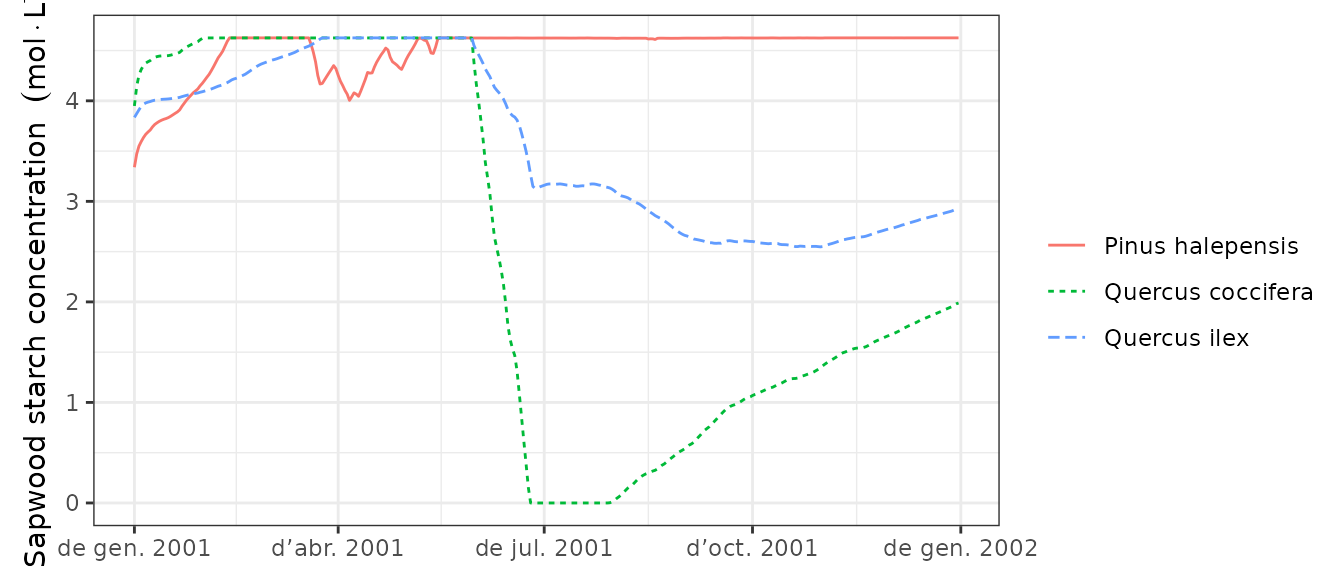 Sapwood starch concentration (mol·L
4
3
2
1
0
de gen. 2001
d’abr. 2001
de jul. 2001
d’oct. 2001
de gen. 2002
Pinus halepensis
Quercus coccifera
Quercus ilex